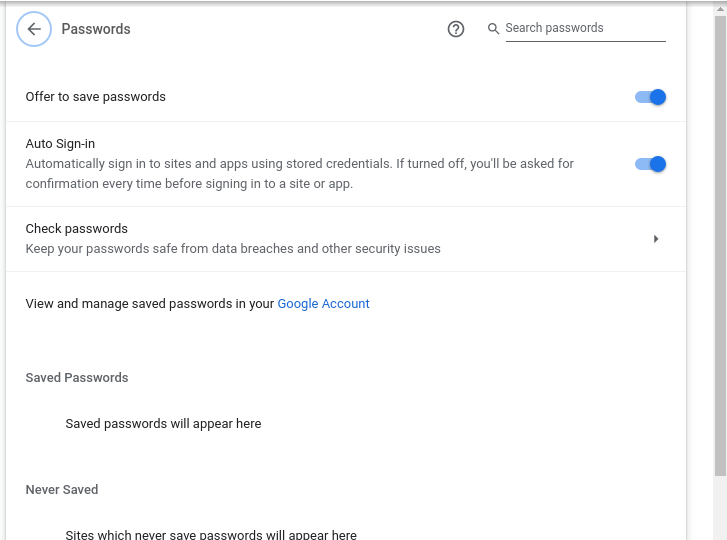 Passwords
Search passwords
Offer to save passwords
Auto Sign-in
Automatically sign in to sites and apps using stored credentials. If turned off, you'll be asked for
confirmation every time before signing in to a site or app.
Check passwords
Keep your passwords safe from data breaches and other security issues
View and manage saved passwords in your Google Account
Saved Passwords
Saved passwords will appear here
Never Saved
Sites which never save passwords will appear here